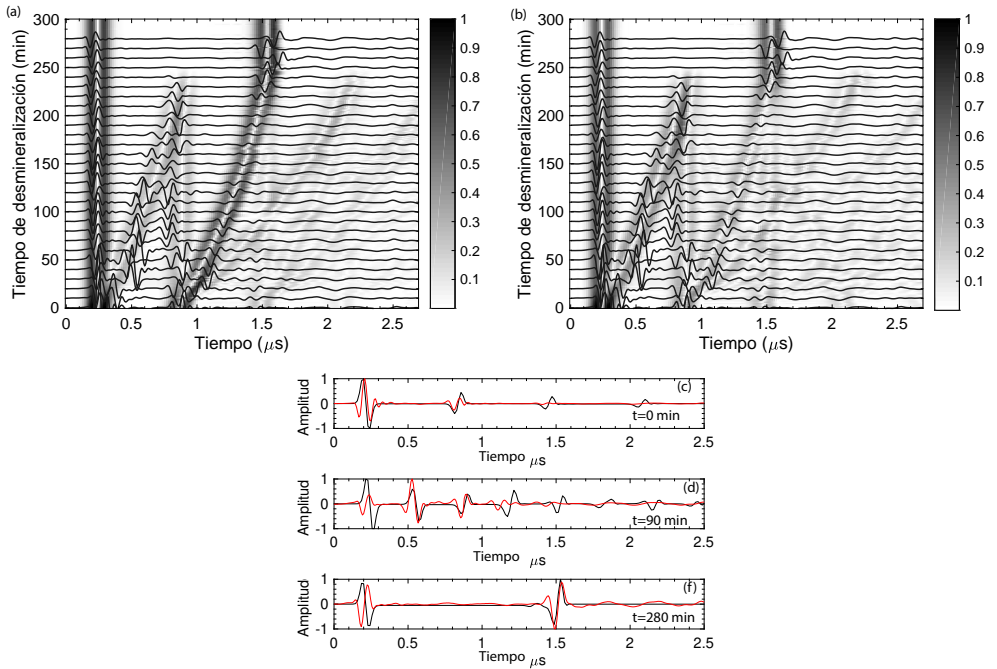 (a)
Tiempo de desmineralización (min)
300
250
200
150
100
50
0
0 0.5 1 1.5 2 2.5
Tiempo (μs)
1
0.9
0.8
0.7
0.6
0.5
0.4
0.3
0.2
0.1
(b)
Tiempo de desmineralización (min)
300
250
200
150
100
50
0
0 0.5 1 1.5 2 2.5
Tiempo (μs)
1
0.9
0.8
0.7
0.6
0.5
0.4
0.3
0.2
0.1
Amplitud
1
0
-1
(c)
t=0 min
0 0.5 1 1.5 2 2.5
Tiempo μs
Amplitud
1
0
-1
(d)
t=90 min
0 0.5 1 1.5 2 2.5
Tiempo μs
Amplitud
1
0
-1
(f)
t=280 min
0 0.5 1 1.5 2 2.5
Tiempo μs